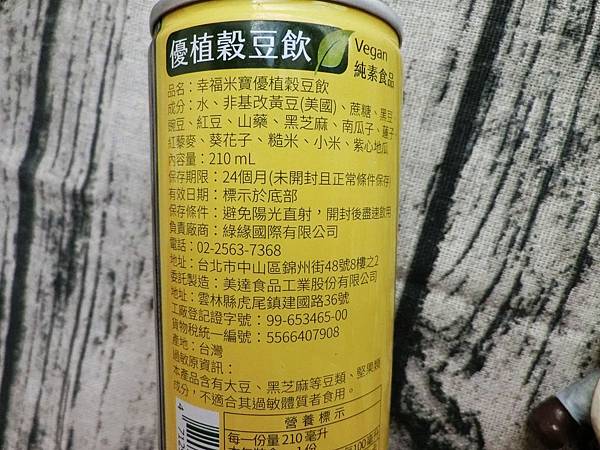 優植穀豆飲
Vegan
純素食品
品名：幸福米寶優植穀豆飲
成分：水、非基改黃豆(美國)、蔗糖、黑豆、
豌豆、紅豆、山藥、黑芝麻、南瓜子、蓮子、
紅藜麥、葵花子、糙米、小米、紫心地瓜
內容量：210 mL
保存期限：24個月(未開封且正常條件保存)
有效日期：標示於底部
保存條件：避免陽光直射，開封後盡速飲用
負責廠商：綠緣國際有限公司
電話：02-2563-7368
地址：台北市中山區錦州街48號8樓之2
委託製造：美達食品工業股份有限公司
地址：雲林縣虎尾鎮建國路36號
工廠登記證字號：99-653465-00
貨物稅統一編號：5566407908
產地：台灣
過敏原資訊：
本產品含有大豆、黑芝麻等豆類、堅果類
成分，不適合其過敏體質者食用。
營養標示
每一份量 210 毫升